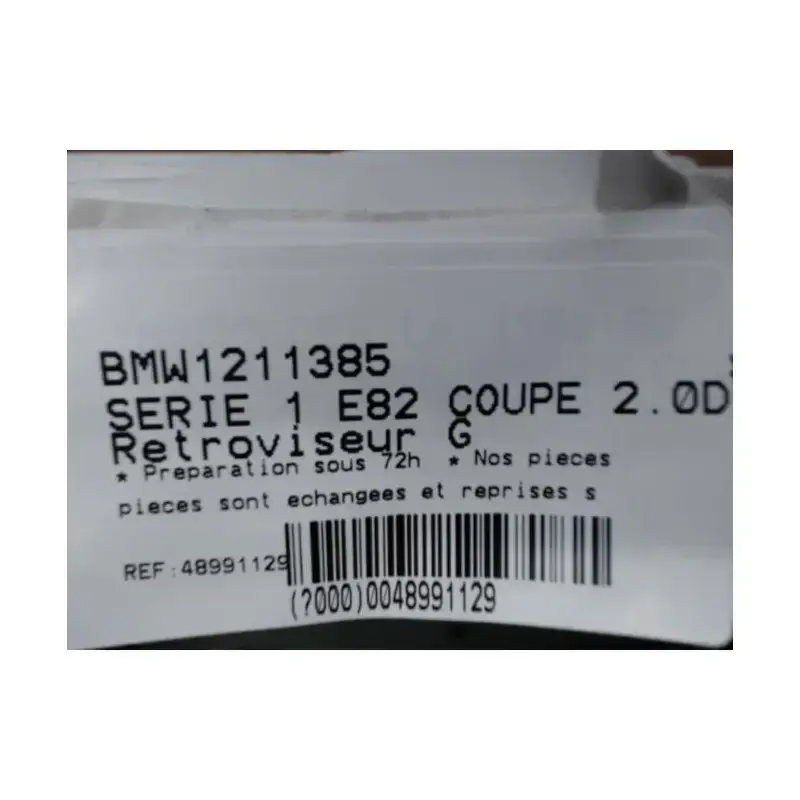 BMW1211385
SERIE 1 E82 COUPE 2.0D
Retroviseur G
* Preparation sous 72h * Nos pieces
pieces sont echangees et reprises s
REF:48991129
(?000)0048991129